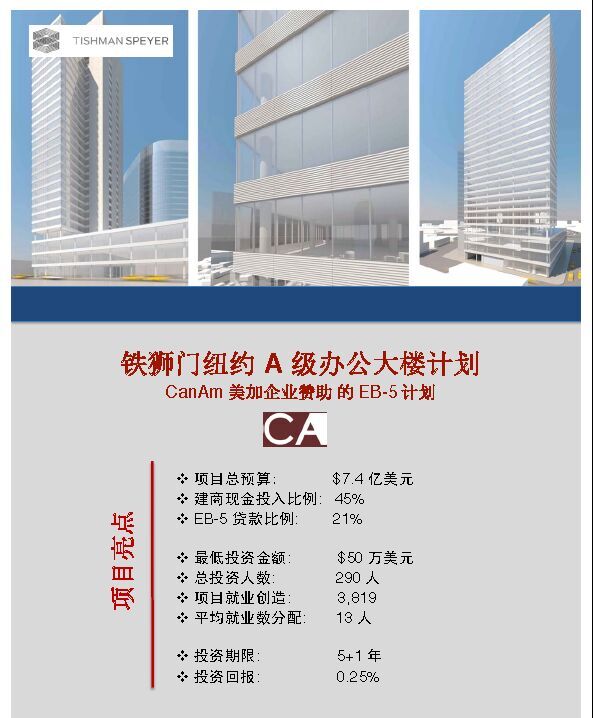 TISHMAN SPEYER
铁狮门纽约 A 级办公大楼计划
CanAm 美加企业赞助 的 EB-5 计划
CA
项目亮点
❖ 项目总预算: $7.4 亿美元
❖ 建商现金投入比例: 45%
❖ EB-5 贷款比例: 21%
❖ 最低投资金额: $50 万美元
❖ 总投资人数: 290 人
❖ 项目就业创造: 3,819
❖ 平均就业数分配: 13 人
❖ 投资期限: 5+1 年
❖ 投资回报: 0.25%